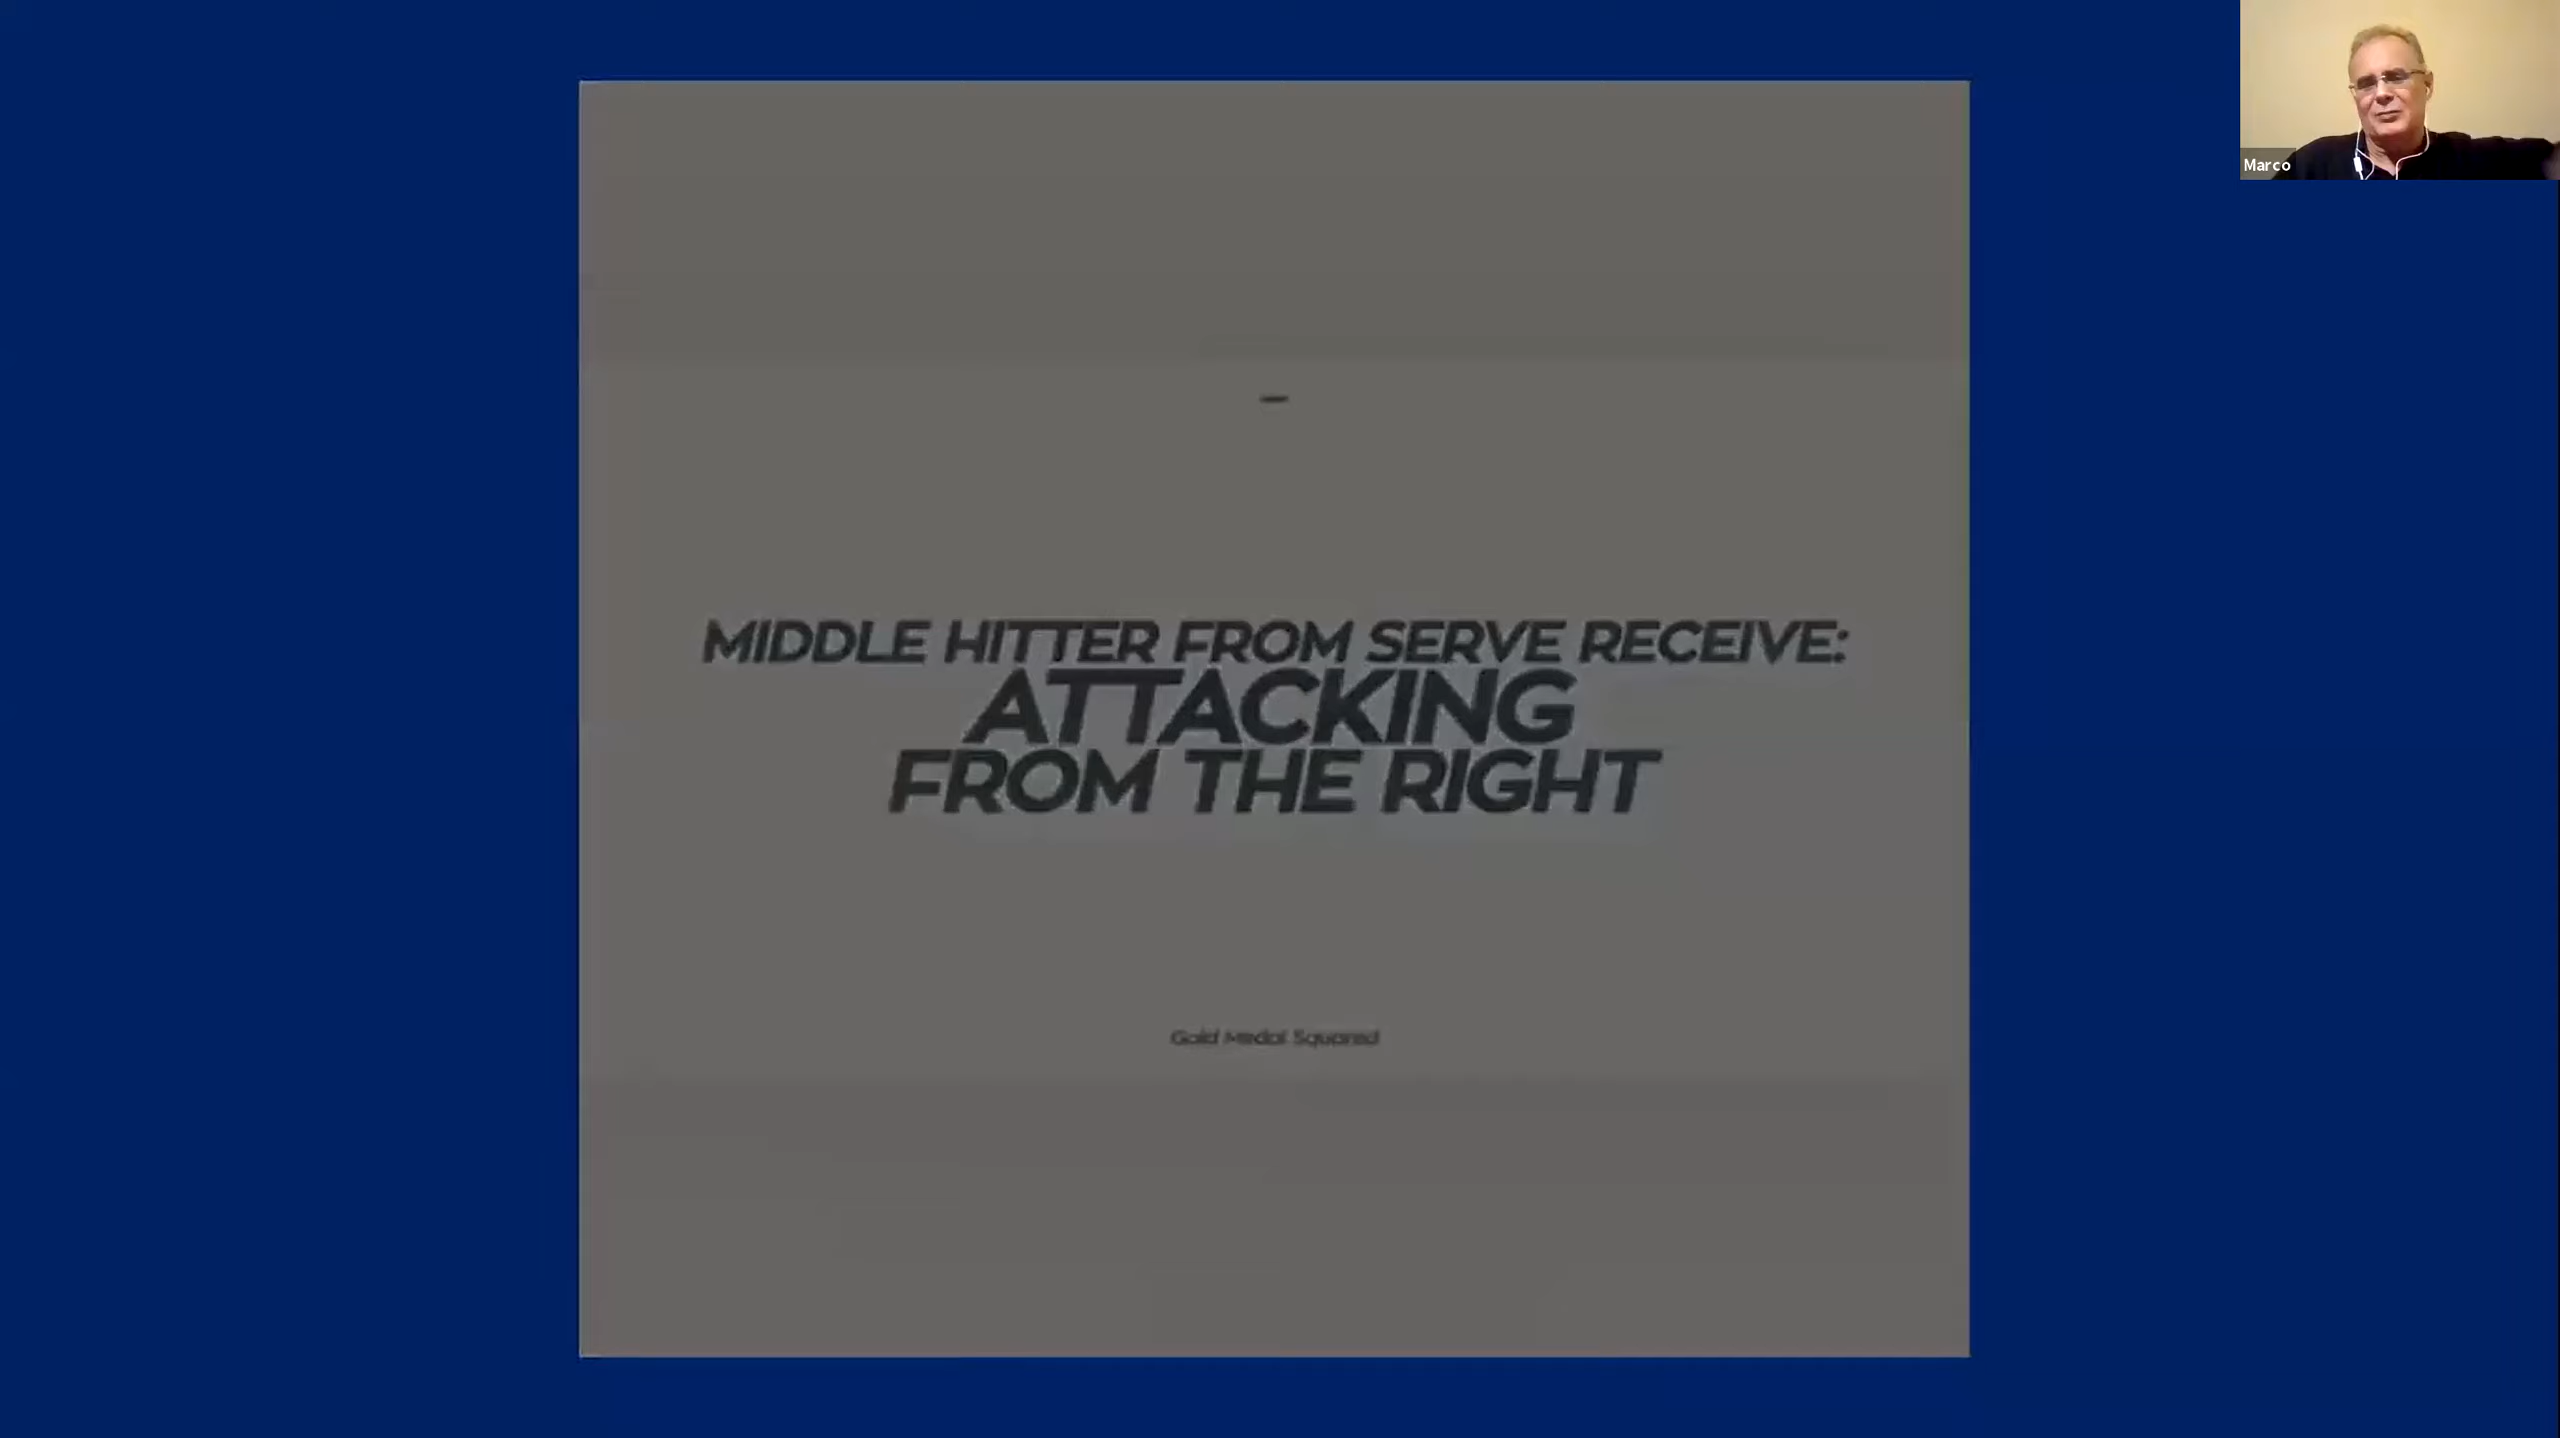 Marco
MIDDLE HITTER FROM SERVE RECEIVE:
ATTACKING
FROM THE RIGHT
Gold Medal Squared